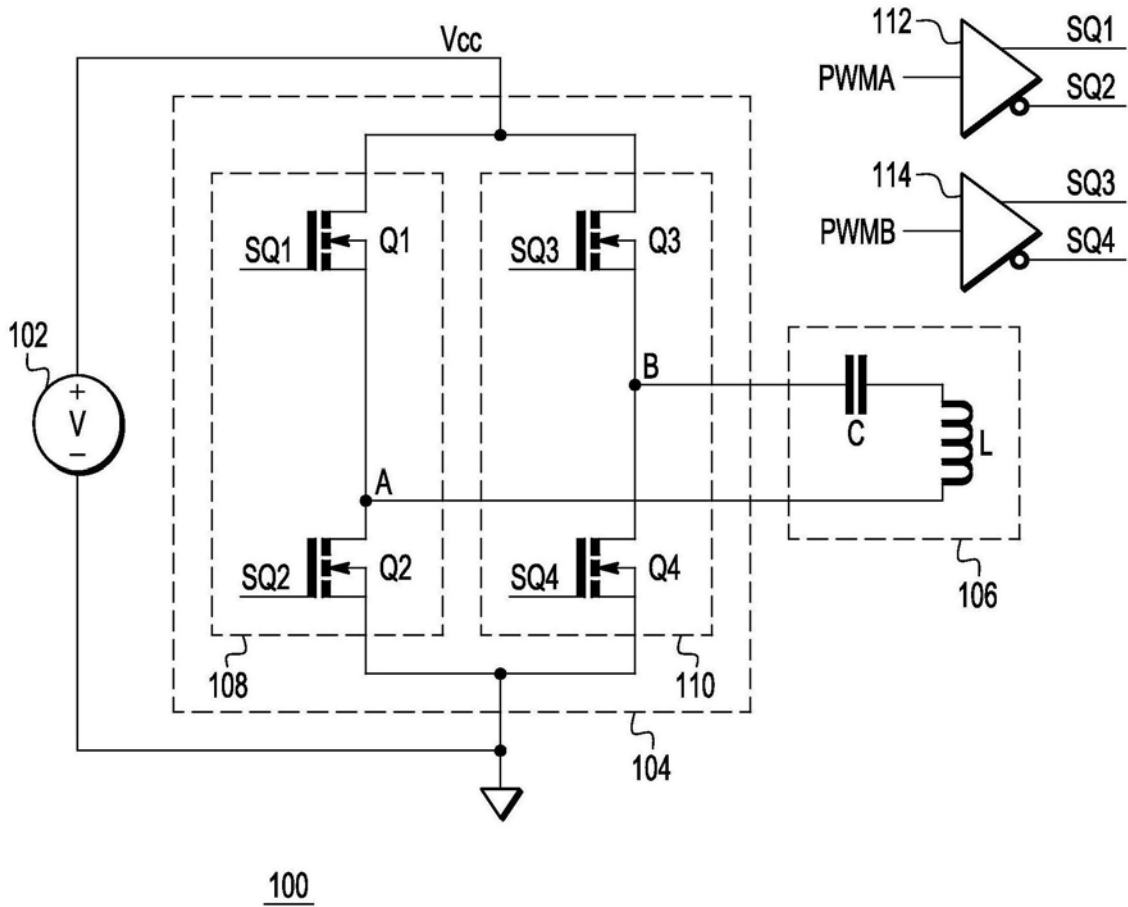 Vcc
112
SQ1
PWMA
SQ2
114
SQ3
PWMB
SQ4
SQ1
Q1
SQ3
Q3
102
+
V
−
B
C
L
A
SQ2
Q2
SQ4
Q4
106
108
110
104
100